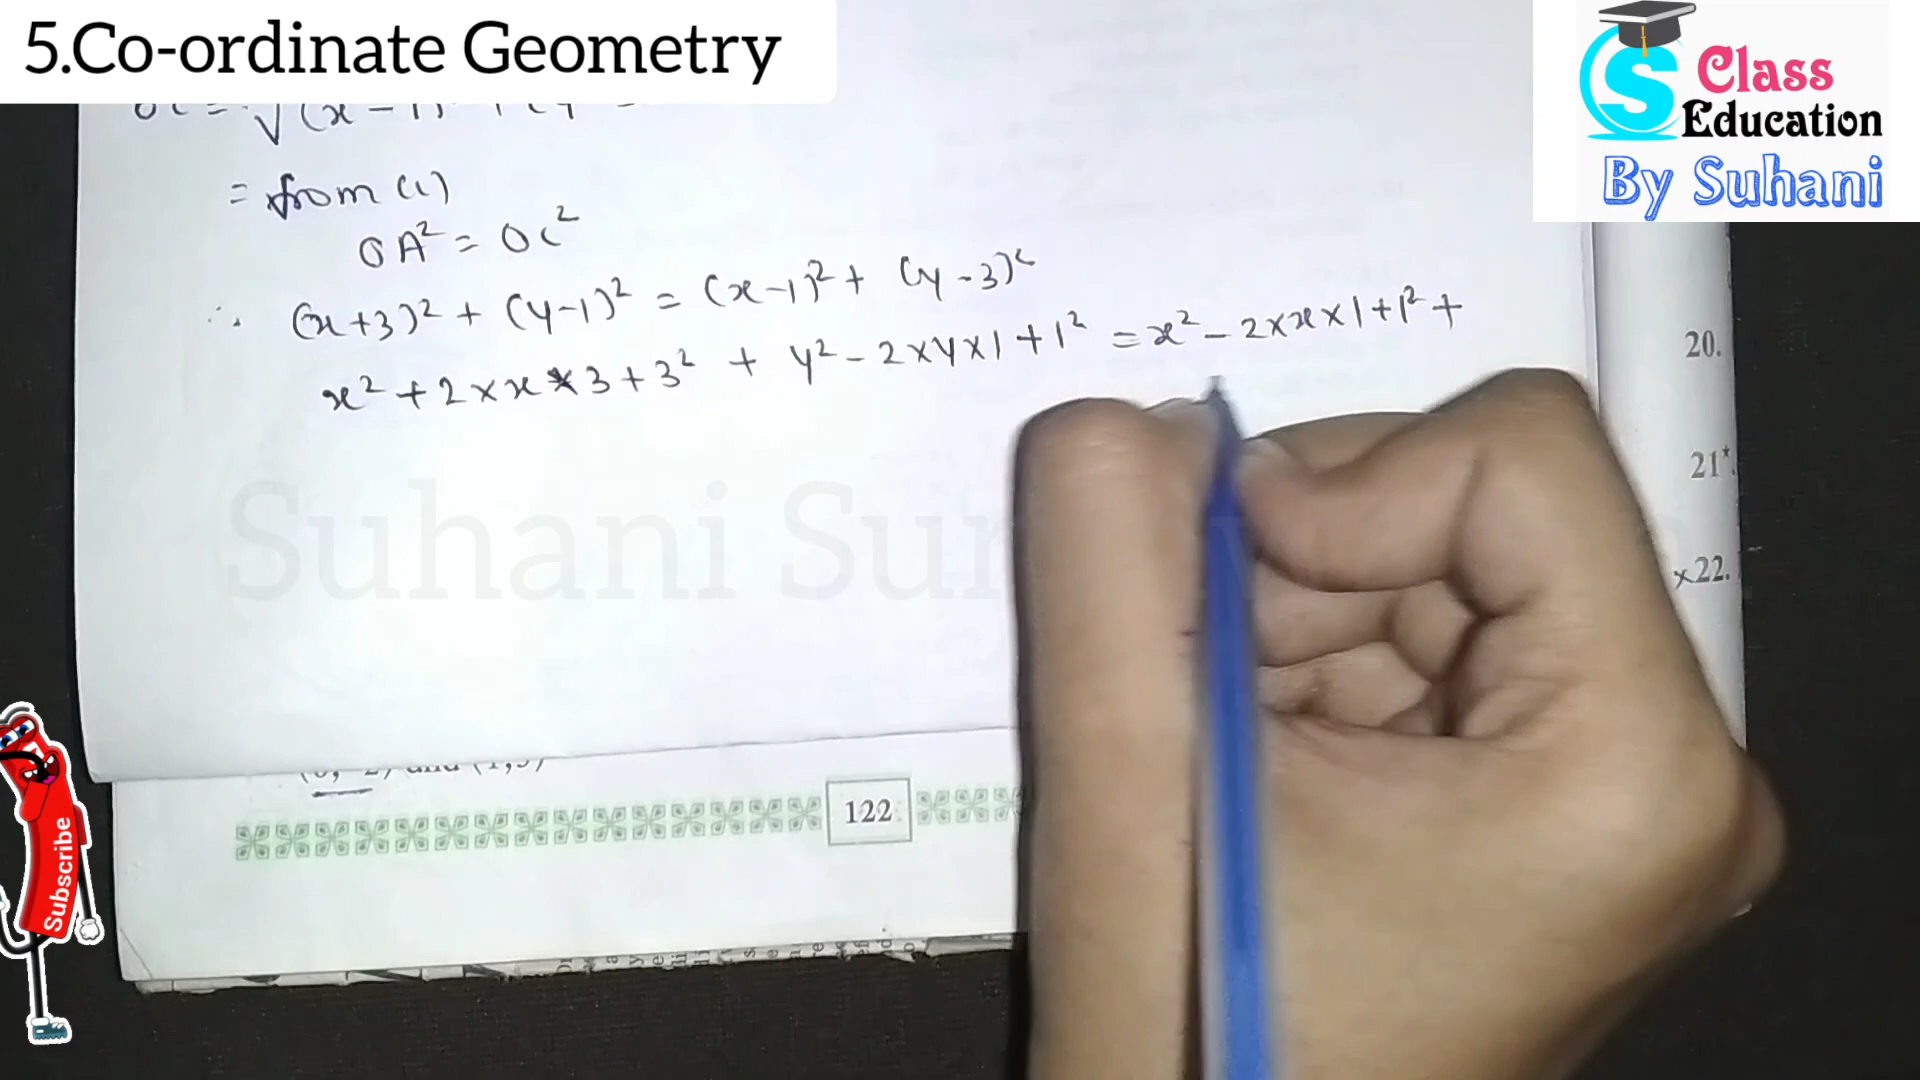 5.Co-ordinate Geometry
S Class
Education
By Suhani
= from (1)
OA² = OC²
∴ (x+3)² + (y-1)² = (x-1)² + (y-3)²
x² + 2×x×3+3² + y² - 2×y×1+1² = x² - 2×x×1+1² +
20.
21*.
×22.
Suhani
122
Subscribe